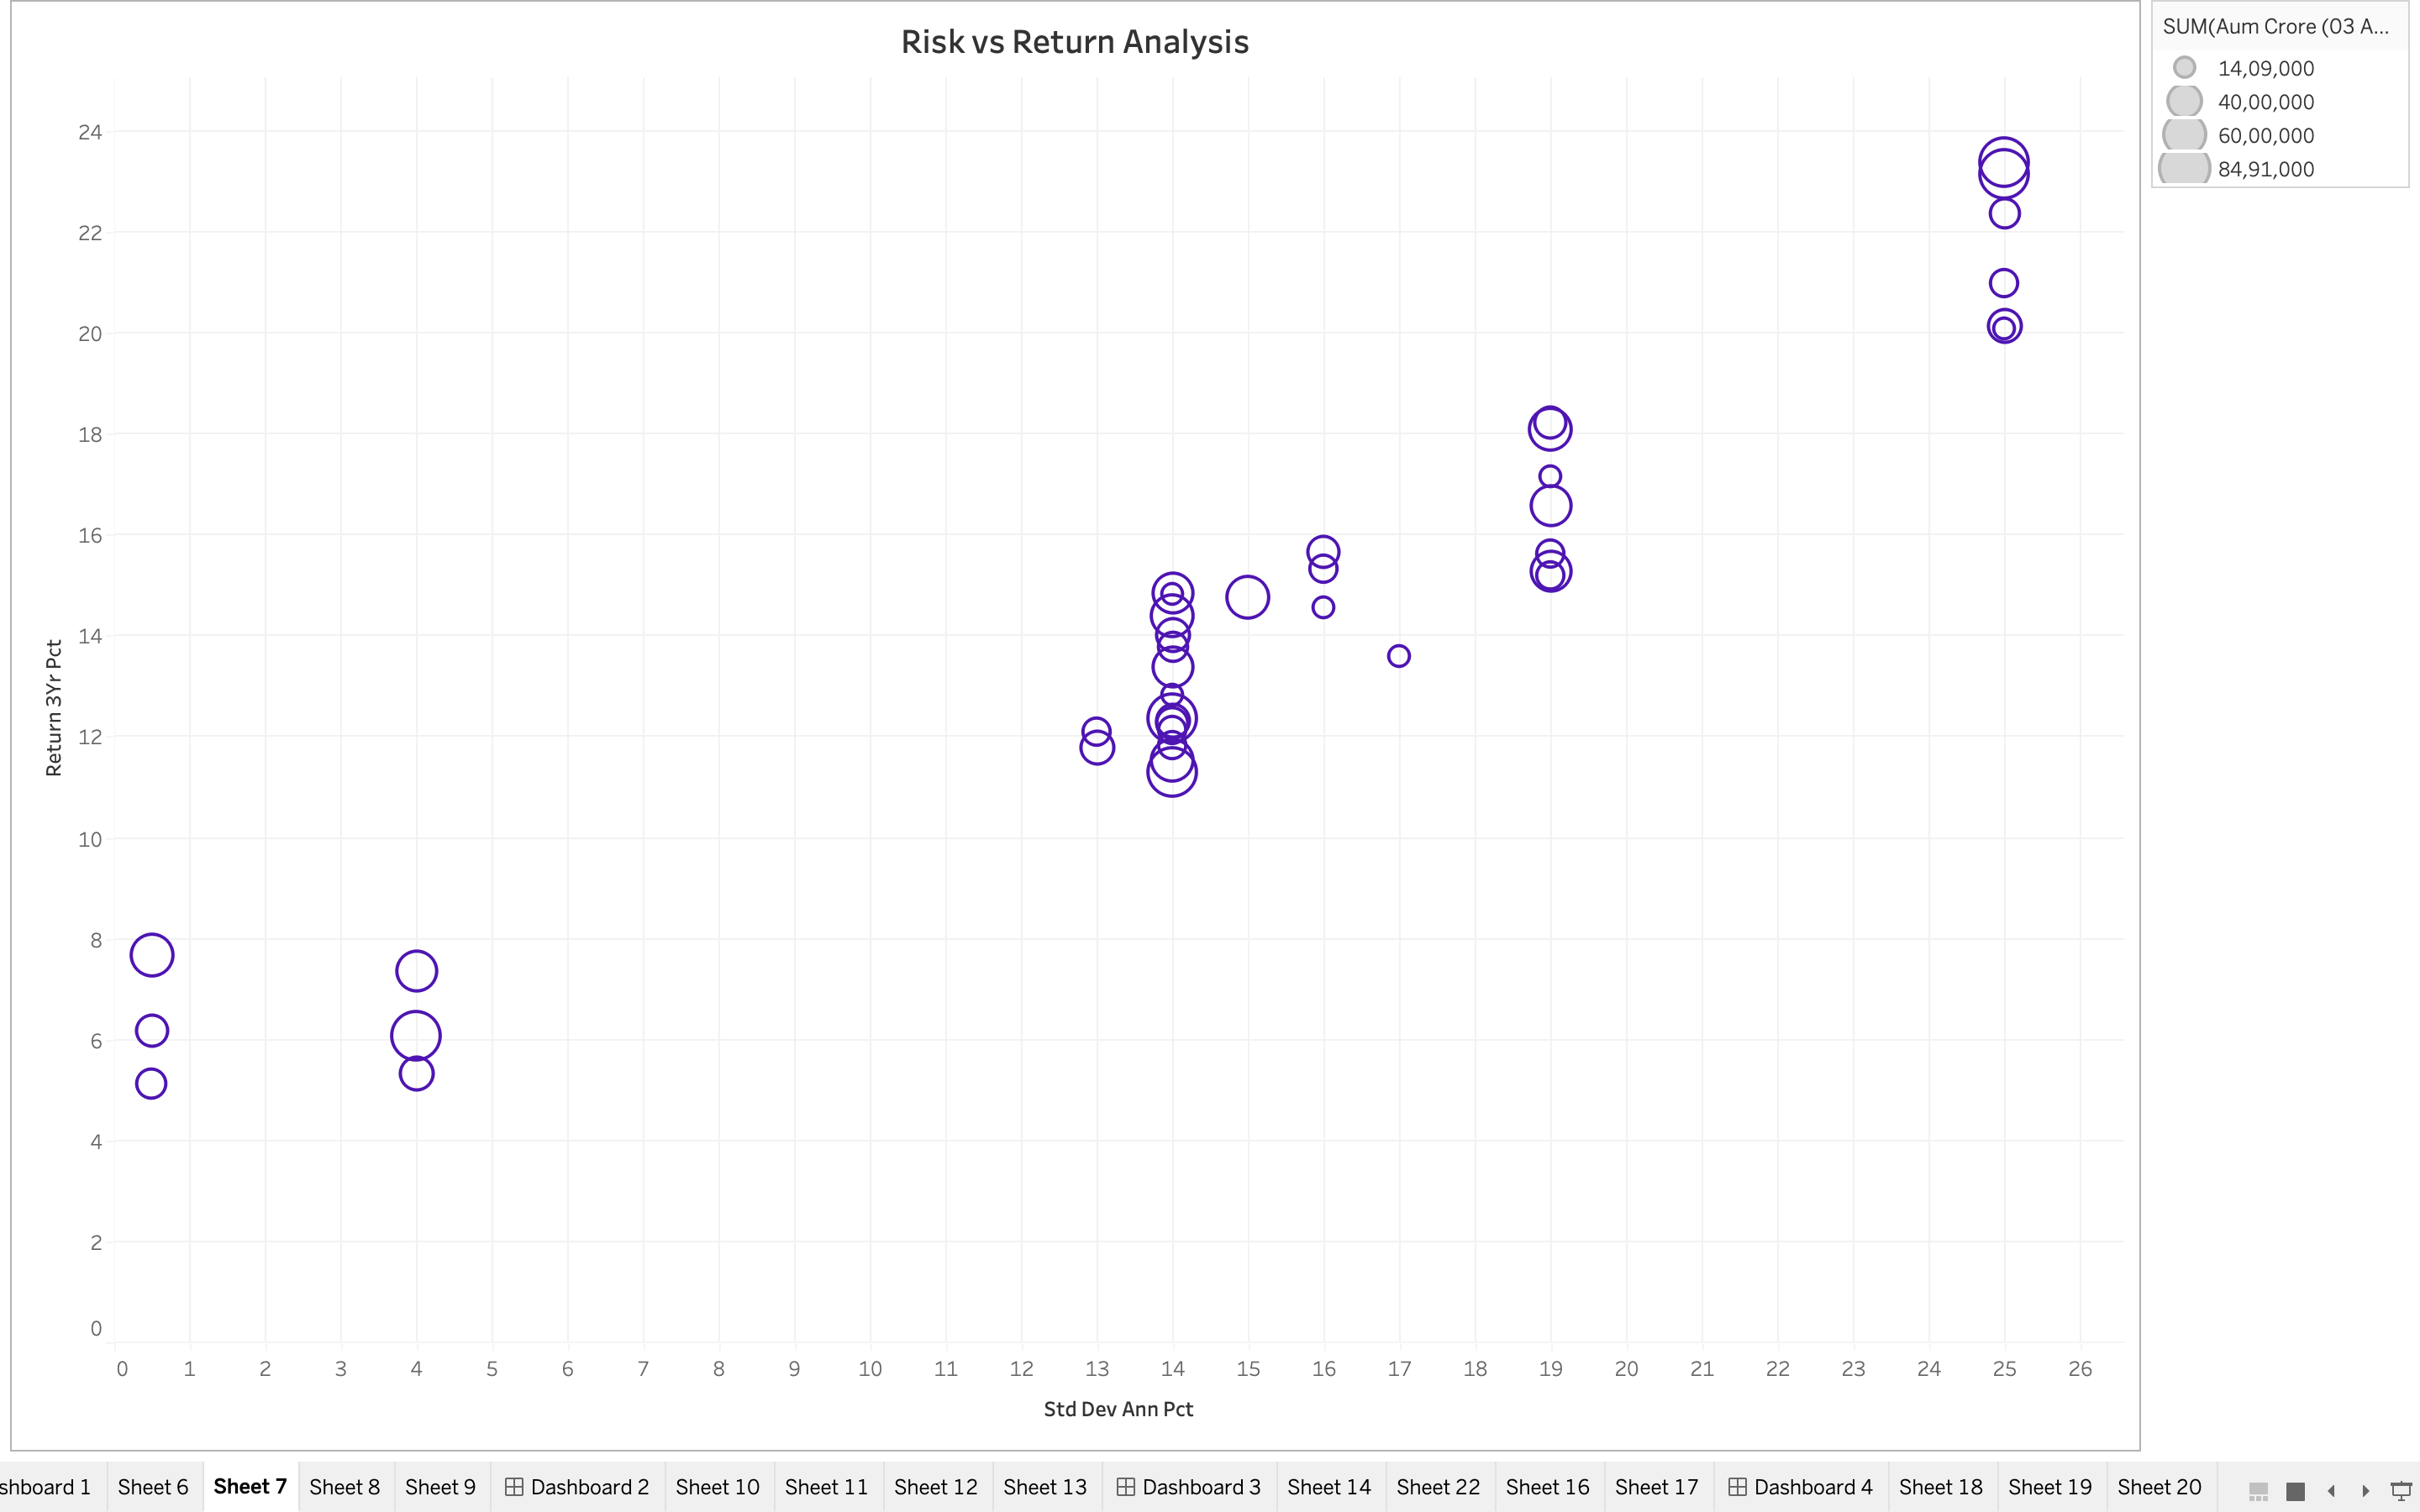 Risk vs Return Analysis
SUM(Aum Crore (03 A...
14,09,000
40,00,000
60,00,000
84,91,000
24
22
20
18
16
14
12
10
8
6
4
2
0
Return 3Yr Pct
0 1 2 3 4 5 6 7 8 9 10 11 12 13 14 15 16 17 18 19 20 21 22 23 24 25 26
Std Dev Ann Pct
shboard 1 Sheet 6 Sheet 7 Sheet 8 Sheet 9 Dashboard 2 Sheet 10 Sheet 11 Sheet 12 Sheet 13 Dashboard 3 Sheet 14 Sheet 22 Sheet 16 Sheet 17 Dashboard 4 Sheet 18 Sheet 19 Sheet 20